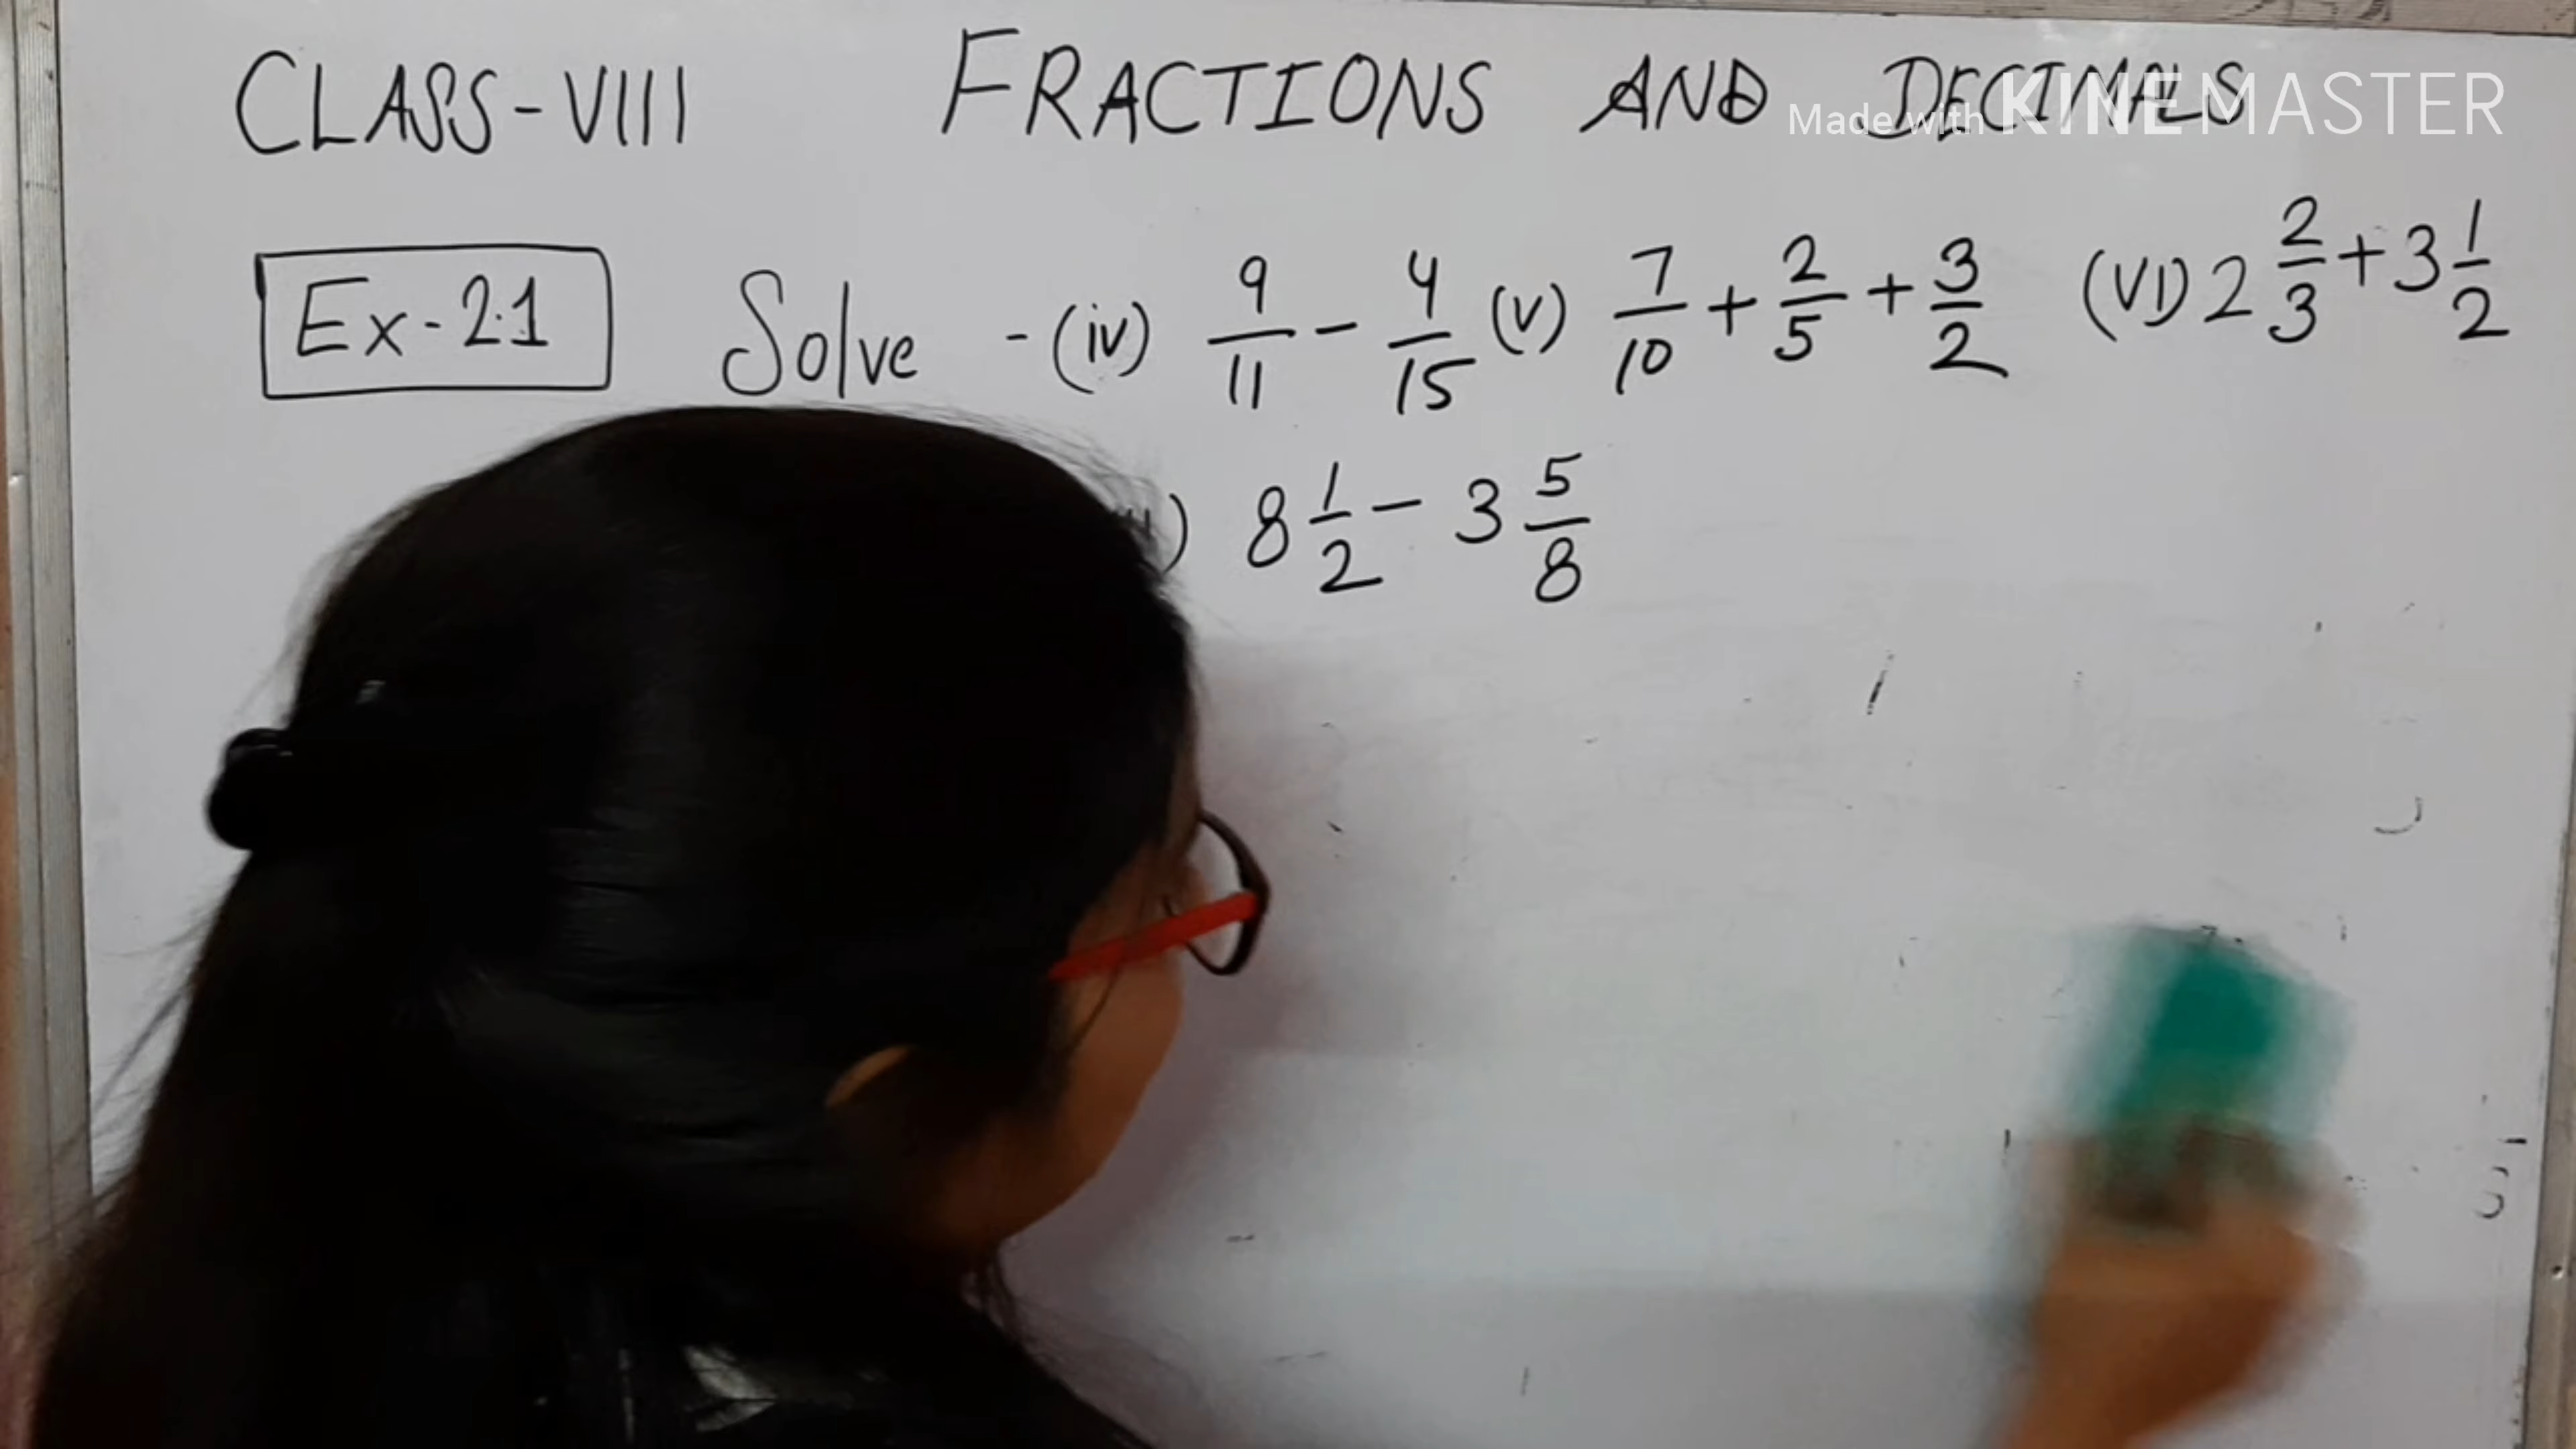 CLASS-VIII FRACTIONS AND DECIMALS
Made with KINEMASTER
Ex-2.1 Solve - (iv) 9/11 - 4/15 (v) 7/10 + 2/5 + 3/2 (VI) 2 2/3 + 3 1/2
) 8 1/2 - 3 5/8